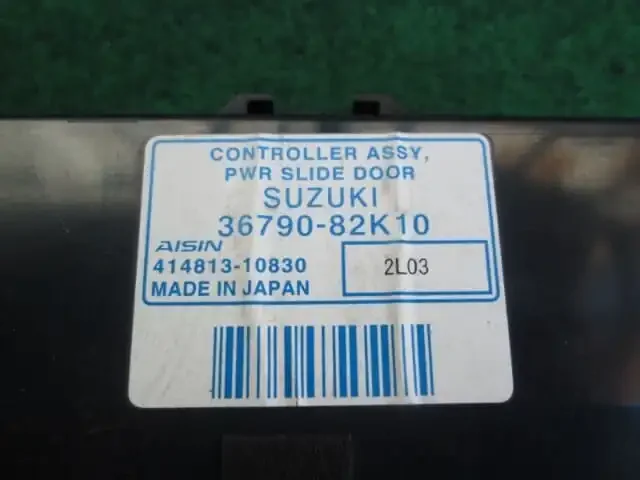 CONTROLLER ASSY,
PWR SLIDE DOOR
SUZUKI
36790-82K10
AISIN
414813-10830
2L03
MADE IN JAPAN